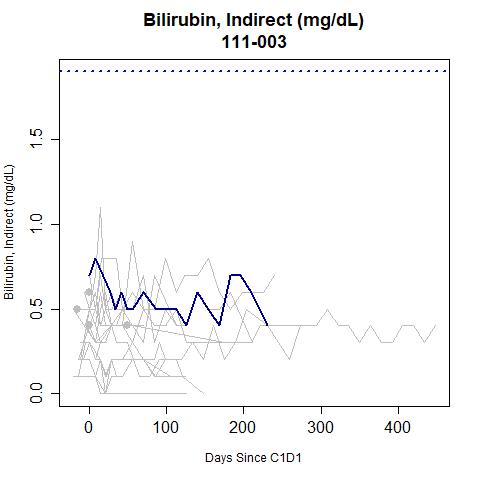 Bilirubin, Indirect (mg/dL)
111-003
Bilirubin, Indirect (mg/dL)
1.5
1.0
0.5
0.0
0 100 200 300 400
Days Since C1D1